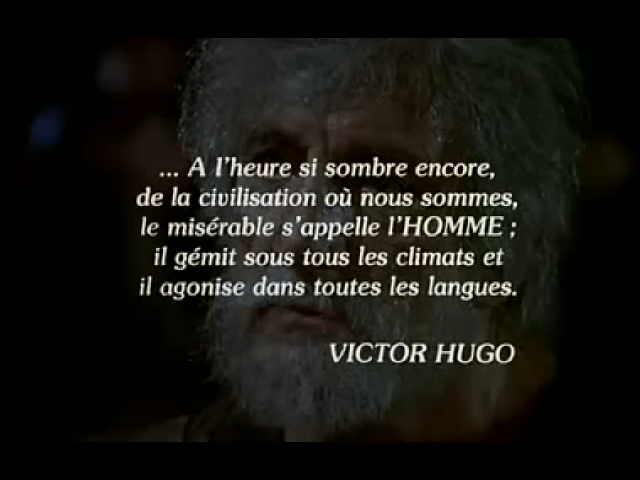 ... A l'heure si sombre encore,
de la civilisation où nous sommes,
le misérable s'appelle l'HOMME ;
il gémit sous tous les climats et
il agonise dans toutes les langues.
VICTOR HUGO